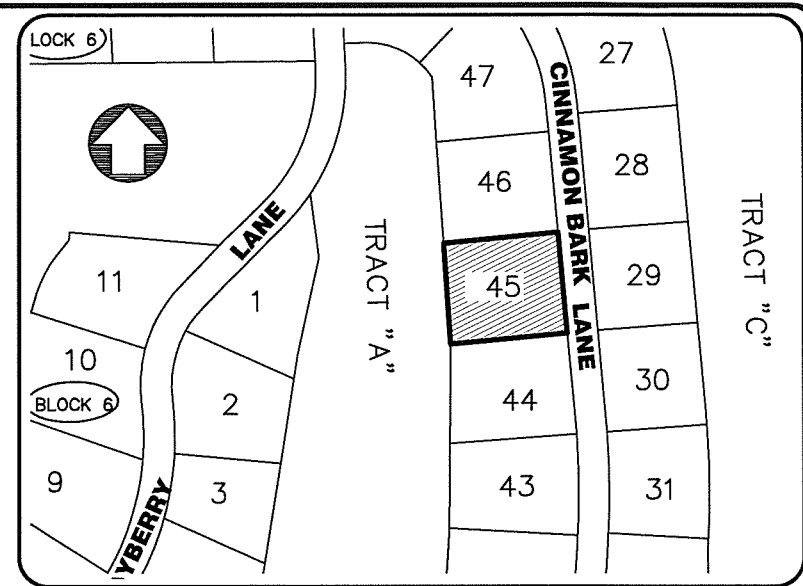 LOCK 6
47
27
CINNAMON BARK LANE
46
28
LANE
TRACT "A"
TRACT "C"
11
1
45
29
10
BLOCK 6
2
44
30
9
3
43
31
YBERRY